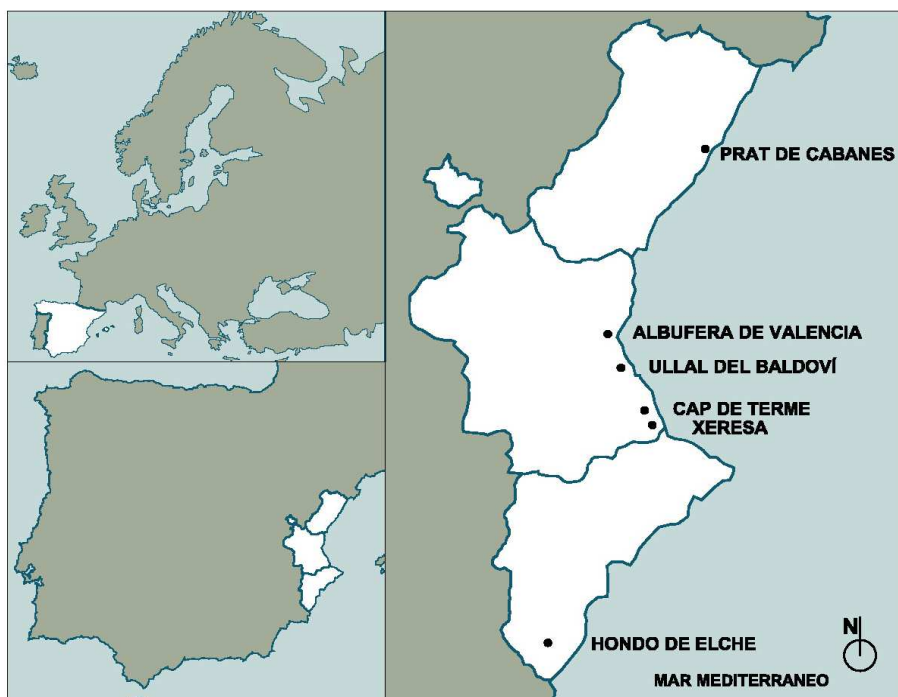 PRAT DE CABANES
ALBUFERA DE VALENCIA
ULLAL DEL BALDOVÍ
CAP DE TERME
XERESA
HONDO DE ELCHE
N
MAR MEDITERRANEO